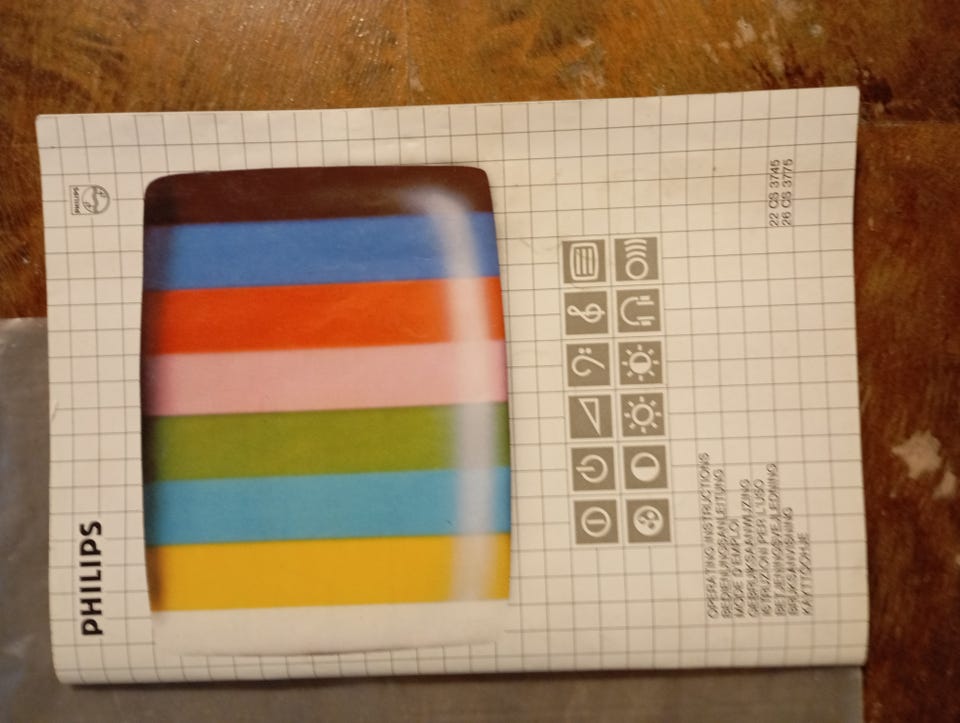 PHILIPS
PHILIPS
OPERATING INSTRUCTIONS
BEDIENUNGSANLEITUNG
MODE D'EMPLOI
GEBRUIKSAANWIJZING
ISTRUZIONI PER L'USO
BETJENINGSVEJLEDNING
BRUKSANVISNING
KÄYTTÖOHJE
22 CS 3745
26 CS 3775